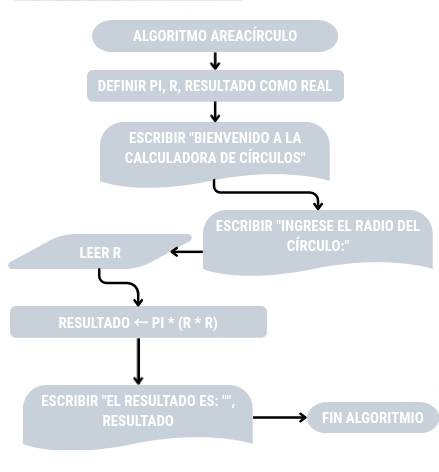 ALGORITMO AREACÍRCULO
DEFINIR PI, R, RESULTADO COMO REAL
ESCRIBIR "BIENVENIDO A LA
CALCULADORA DE CÍRCULOS"
ESCRIBIR "INGRESE EL RADIO DEL
CÍRCULO:"
LEER R
RESULTADO ← PI * (R * R)
ESCRIBIR "EL RESULTADO ES: "",
RESULTADO
FIN ALGORITMIO